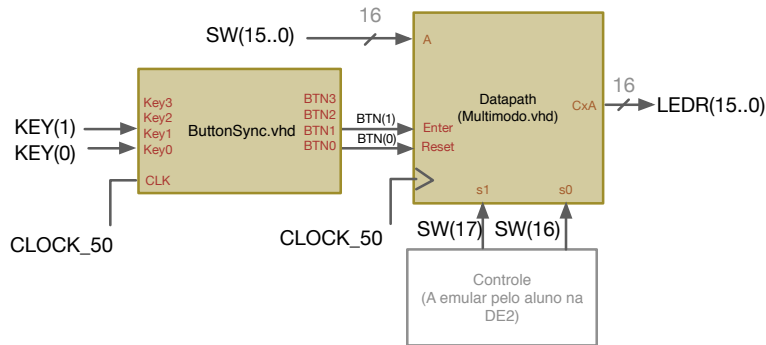 16
SW(15..0)
A
16
Datapath
(Multimodo.vhd)
CxA
LEDR(15..0)
Key3
Key2
Key1
Key0
CLK
ButtonSync.vhd
BTN3
BTN2
BTN1
BTN0
KEY(1)
KEY(0)
BTN(1)
BTN(0)
Enter
Reset
s1
s0
CLOCK_50
CLOCK_50
SW(17)
SW(16)
Controle
(A emular pelo aluno na
DE2)